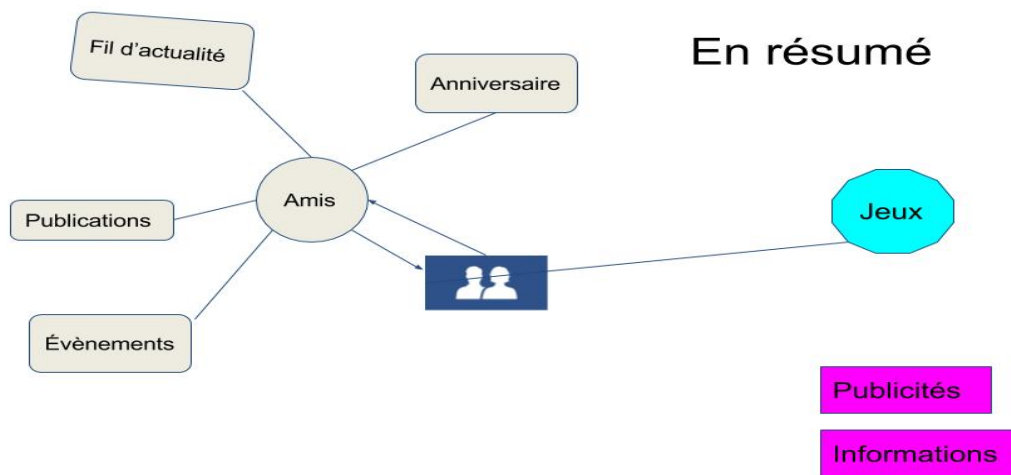 En résumé
Fil d'actualité
Anniversaire
Amis
Publications
Jeux
Évènements
Publicités
Informations